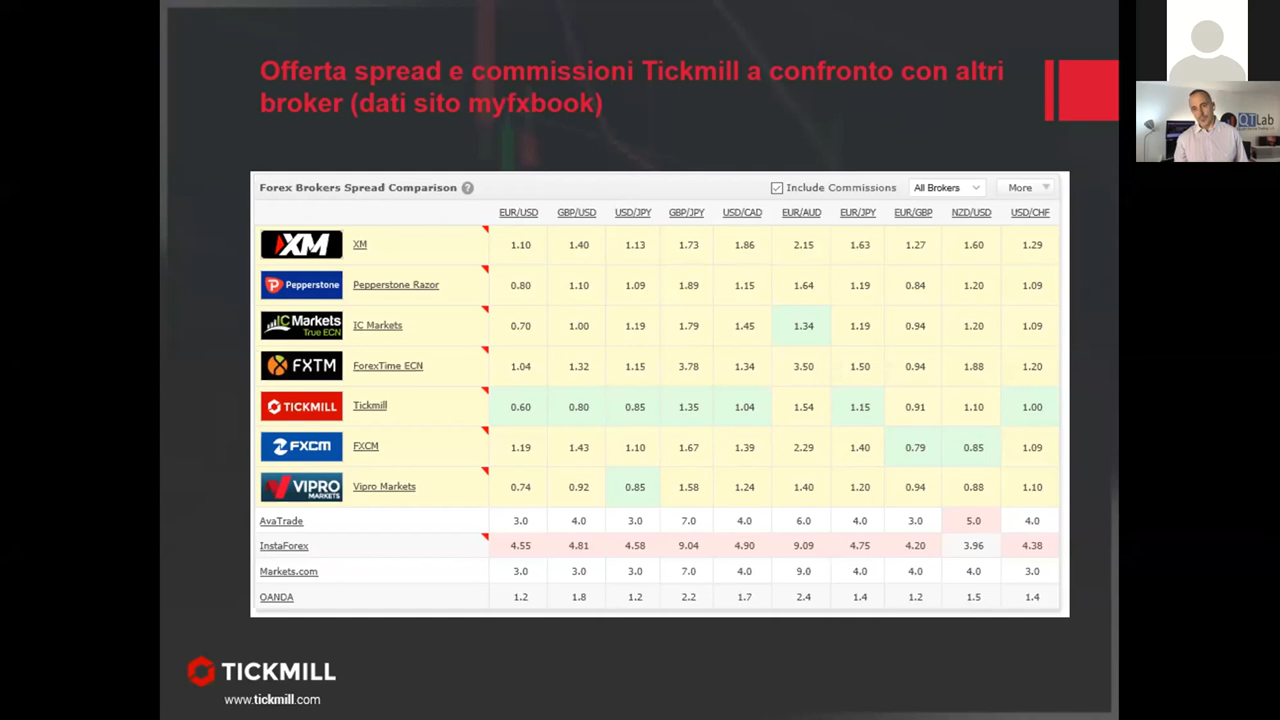 Offerta spread e commissioni Tickmill a confronto con altri
broker (dati sito myfxbook)
QTLab
Forex Brokers Spread Comparison ? Include Commissions All Brokers More
EUR/USD GBP/USD USD/JPY GBP/JPY USD/CAD EUR/AUD EUR/JPY EUR/GBP NZD/USD USD/CHF
XM XM 1.10 1.40 1.13 1.73 1.86 2.15 1.63 1.27 1.60 1.29
Pepperstone Pepperstone Razor 0.80 1.10 1.09 1.89 1.15 1.64 1.19 0.84 1.20 1.09
IC Markets True ECN IC Markets 0.70 1.00 1.19 1.79 1.45 1.34 1.19 0.94 1.20 1.09
FXTM ForexTime ECN 1.04 1.32 1.15 3.78 1.34 3.50 1.50 0.94 1.88 1.20
TICKMILL Tickmill 0.60 0.80 0.85 1.35 1.04 1.54 1.15 0.91 1.10 1.00
FXCM FXCM 1.19 1.43 1.10 1.67 1.39 2.29 1.40 0.79 0.85 1.09
VIPRO MARKETS Vipro Markets 0.74 0.92 0.85 1.58 1.24 1.40 1.20 0.94 0.88 1.10
AvaTrade 3.0 4.0 3.0 7.0 4.0 6.0 4.0 3.0 5.0 4.0
InstaForex 4.55 4.81 4.58 9.04 4.90 9.09 4.75 4.20 3.96 4.38
Markets.com 3.0 3.0 3.0 7.0 4.0 9.0 4.0 4.0 4.0 3.0
OANDA 1.2 1.8 1.2 2.2 1.7 2.4 1.4 1.2 1.5 1.4
TICKMILL
www.tickmill.com